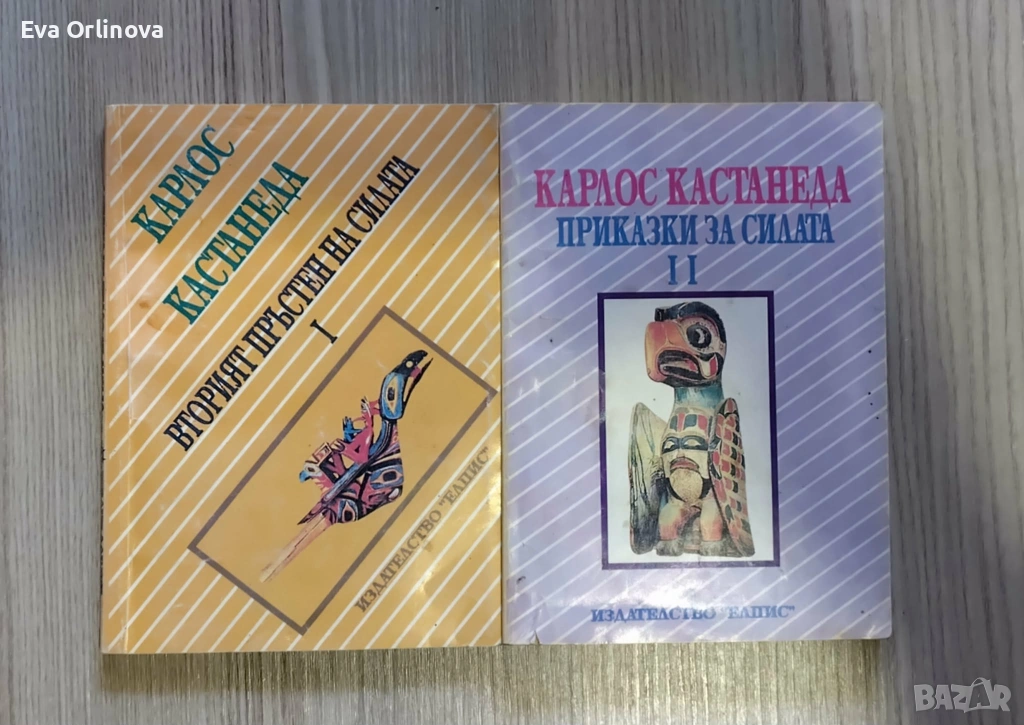 Eva Orlinova
КАРЛОС
КАСТАНЕДА
ВТОРИЯТ ПРЪСТЕН НА СИЛАТА
I
ИЗДАТЕЛСТВО "ЕЛПИС"
КАРЛОС КАСТАНЕДА
ПРИКАЗКИ ЗА СИЛАТА
II
ИЗДАТЕЛСТВО "ЕЛПИС"
BAZAR